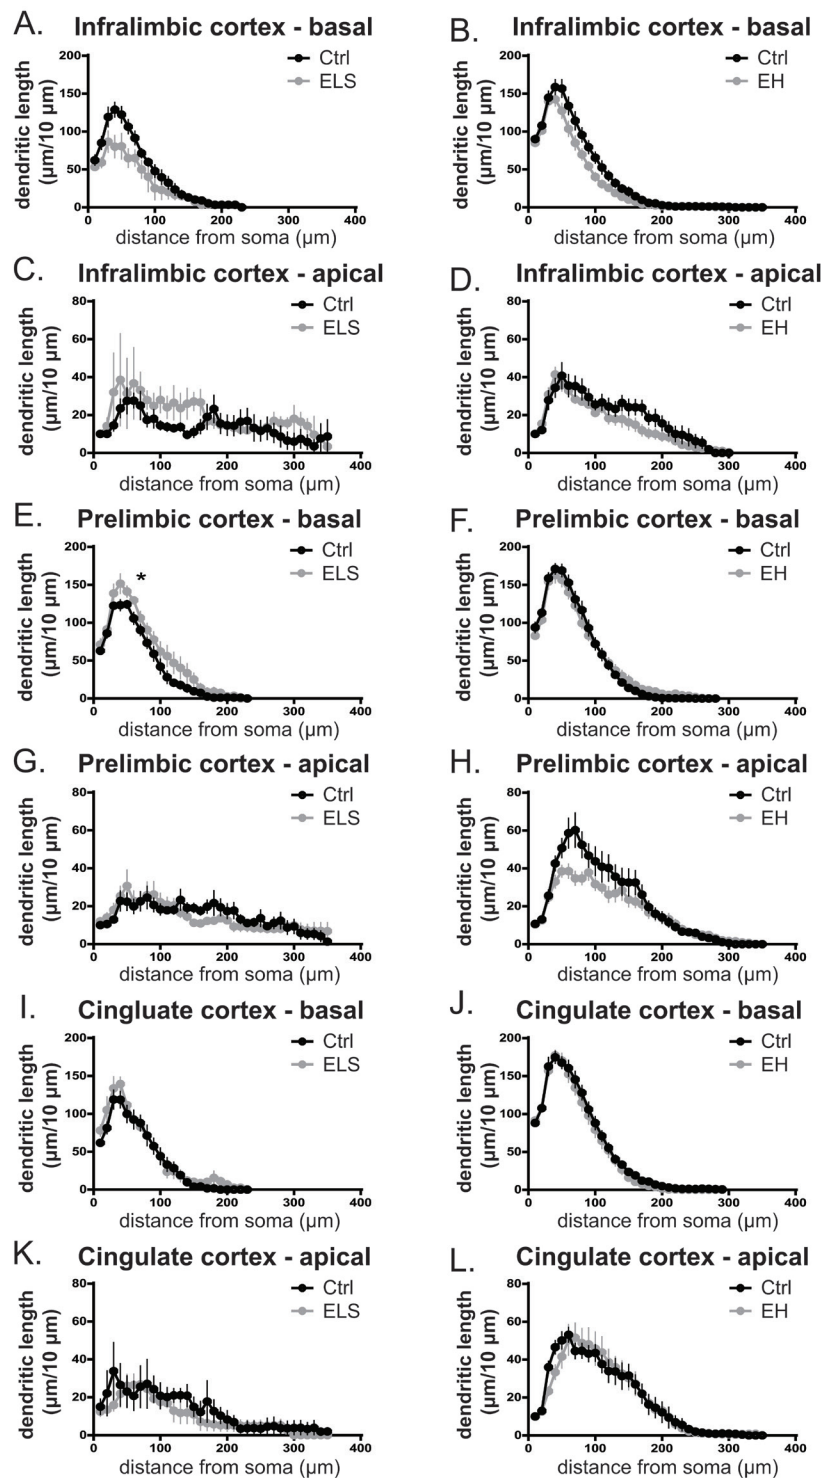 A.
Infralimbic cortex - basal
dendritic length
(µm/10 µm)
200
150
100
50
0
0 100 200 300 400
distance from soma (µm)
Ctrl
ELS
B.
Infralimbic cortex - basal
dendritic length
(µm/10 µm)
200
150
100
50
0
0 100 200 300 400
distance from soma (µm)
Ctrl
EH
C.
Infralimbic cortex - apical
dendritic length
(µm/10 µm)
80
60
40
20
0
0 100 200 300 400
distance from soma (µm)
Ctrl
ELS
D.
Infralimbic cortex - apical
dendritic length
(µm/10 µm)
80
60
40
20
0
0 100 200 300 400
distance from soma (µm)
Ctrl
EH
E.
Prelimbic cortex - basal
dendritic length
(µm/10 µm)
200
150
100
50
0
0 100 200 300 400
distance from soma (µm)
Ctrl
ELS
*
F.
Prelimbic cortex - basal
dendritic length
(µm/10 µm)
200
150
100
50
0
0 100 200 300 400
distance from soma (µm)
Ctrl
EH
G.
Prelimbic cortex - apical
dendritic length
(µm/10 µm)
80
60
40
20
0
0 100 200 300 400
distance from soma (µm)
Ctrl
ELS
H.
Prelimbic cortex - apical
dendritic length
(µm/10 µm)
80
60
40
20
0
0 100 200 300 400
distance from soma (µm)
Ctrl
EH
I.
Cingluate cortex - basal
dendritic length
(µm/10 µm)
200
150
100
50
0
0 100 200 300 400
distance from soma (µm)
Ctrl
ELS
J.
Cingulate cortex - basal
dendritic length
(µm/10 µm)
200
150
100
50
0
0 100 200 300 400
distance from soma (µm)
Ctrl
EH
K.
Cingulate cortex - apical
dendritic length
(µm/10 µm)
80
60
40
20
0
0 100 200 300 400
distance from soma (µm)
Ctrl
ELS
L.
Cingulate cortex - apical
dendritic length
(µm/10 µm)
80
60
40
20
0
0 100 200 300 400
distance from soma (µm)
Ctrl
EH